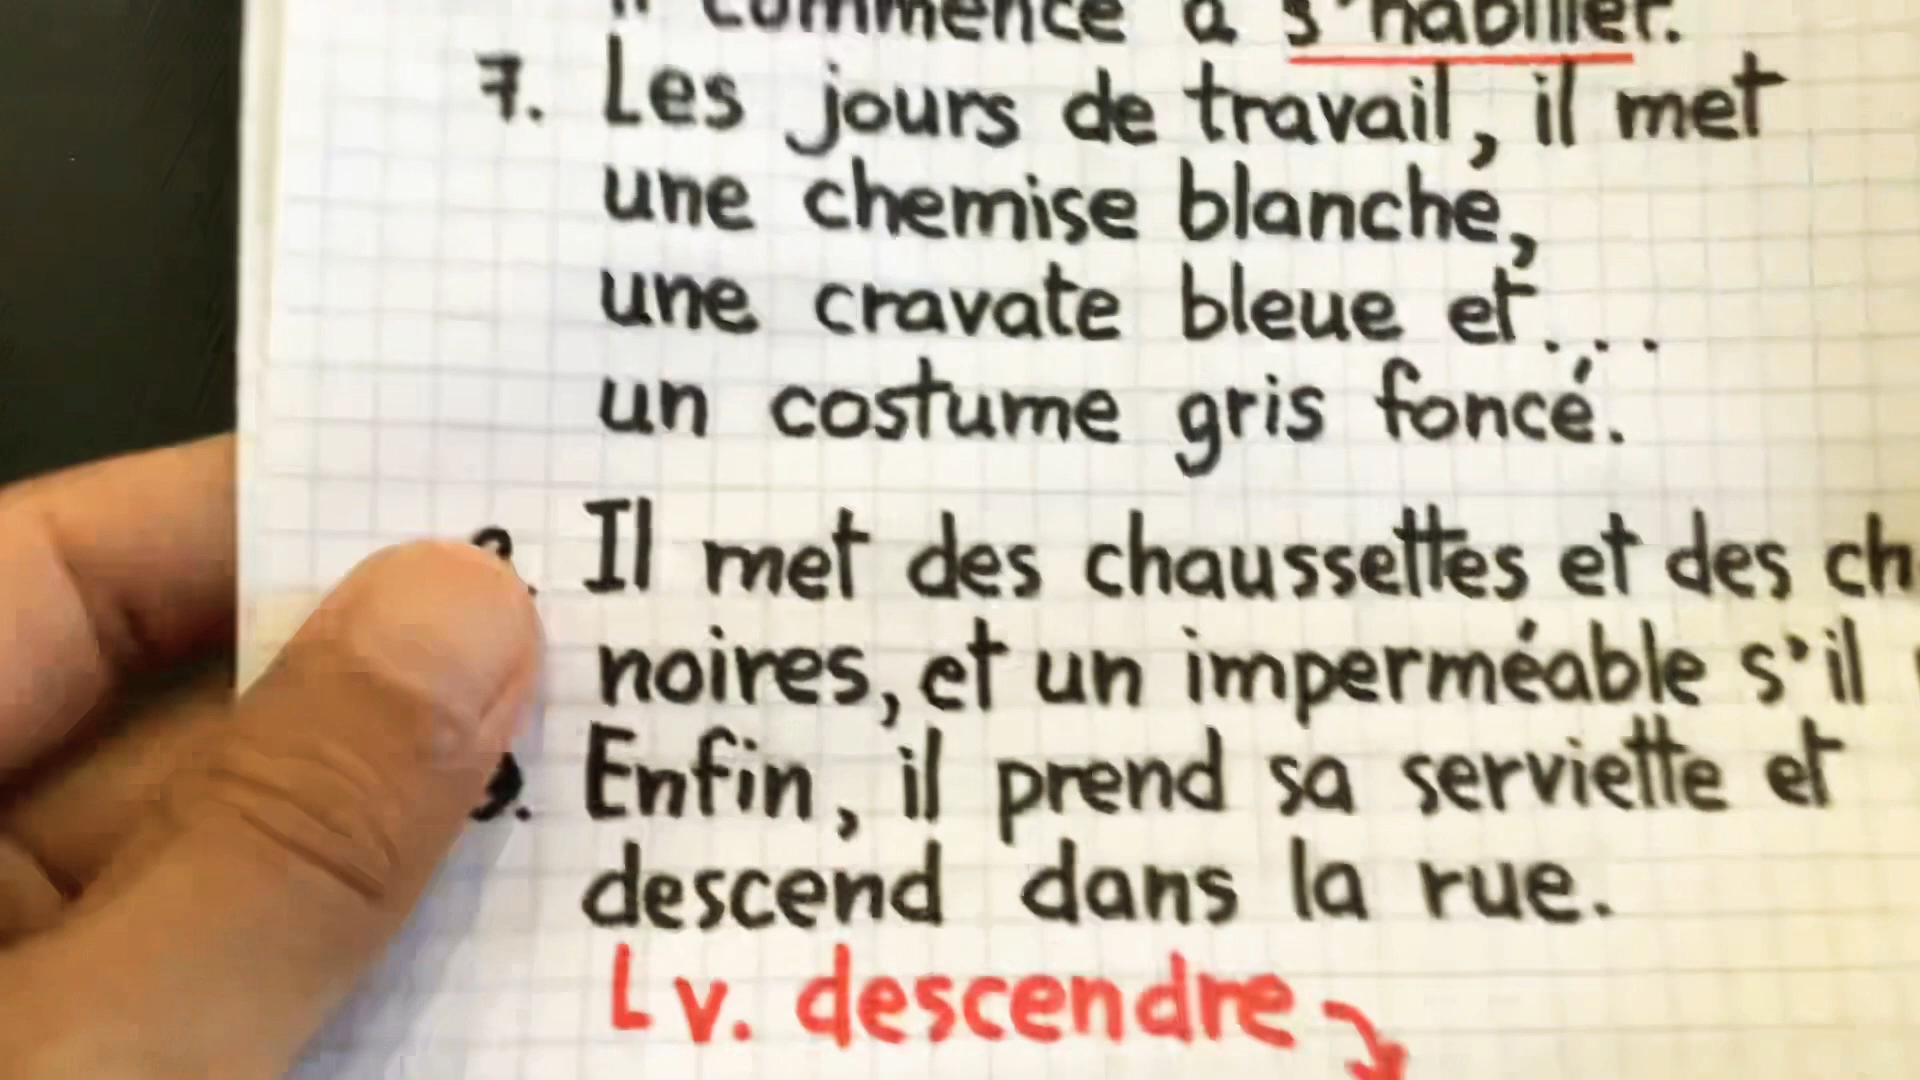 commence à s'habiller.
7. Les jours de travail, il met
une chemise blanche,
une cravate bleue et...
un costume gris foncé.
Il met des chaussettes et des
noires, et un imperméable s'il
Enfin, il prend sa serviette et
descend dans la rue.
v. descendre